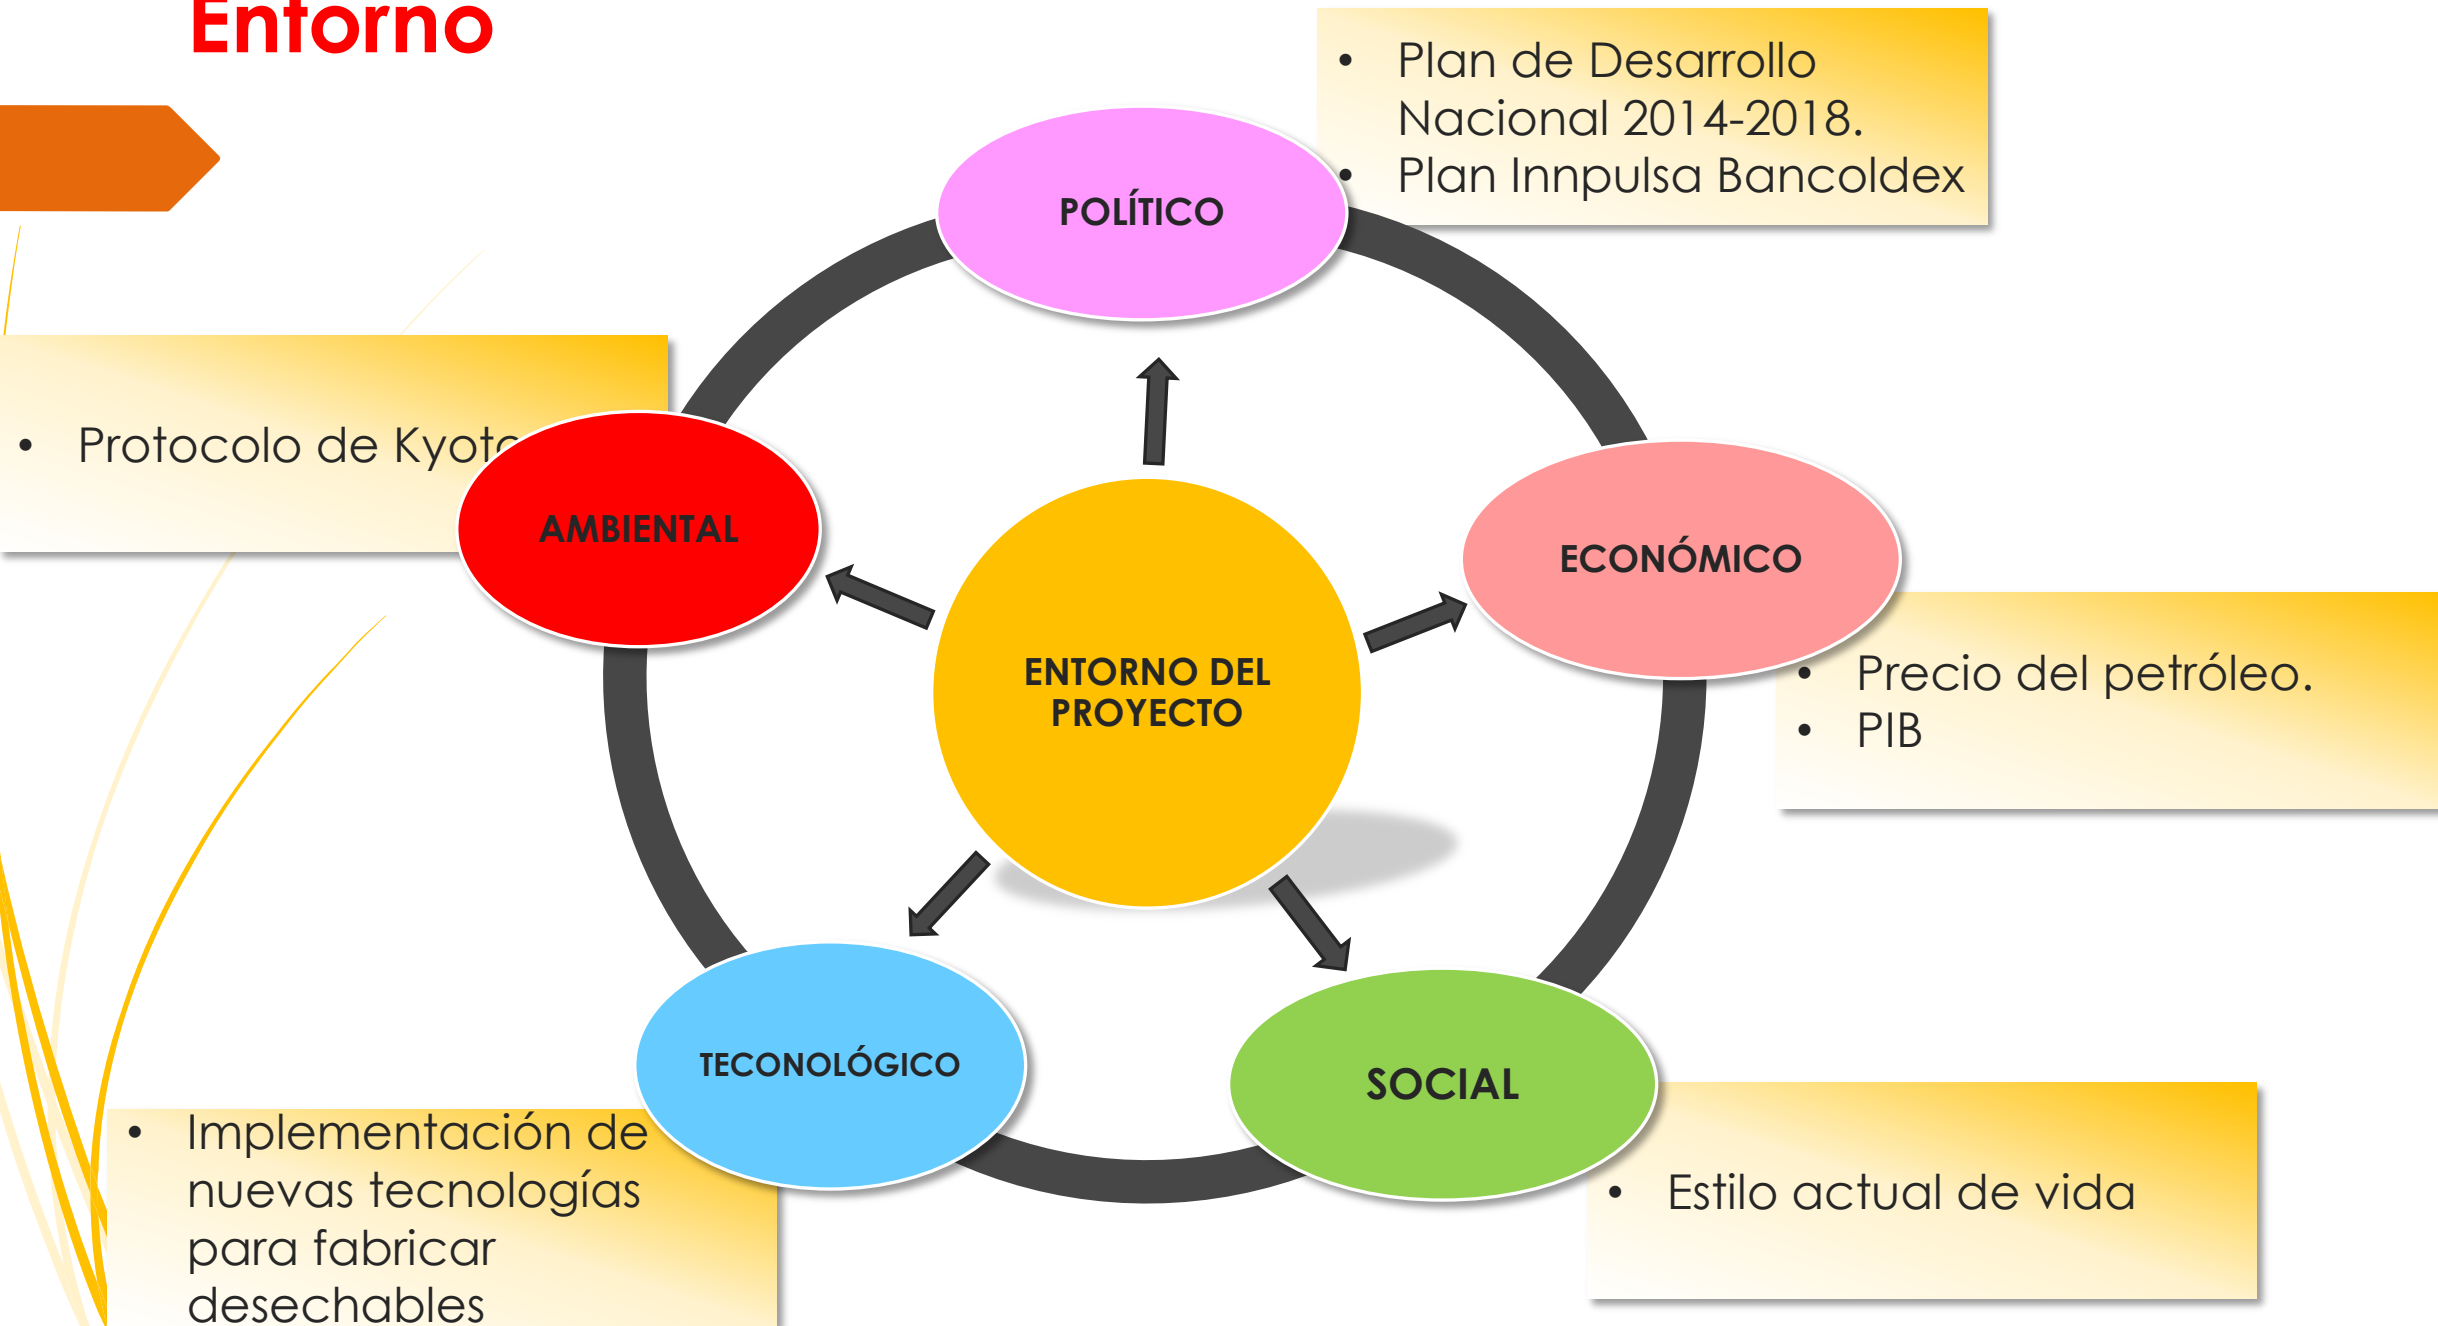 Entorno
• Plan de Desarrollo
Nacional 2014-2018.
• Plan Innpulsa Bancoldex
POLÍTICO
• Protocolo de Kyoto
AMBIENTAL
ECONÓMICO
• Precio del petróleo.
• PIB
ENTORNO DEL
PROYECTO
TECONOLÓGICO
• Implementación de
nuevas tecnologías
para fabricar
desechables
SOCIAL
• Estilo actual de vida